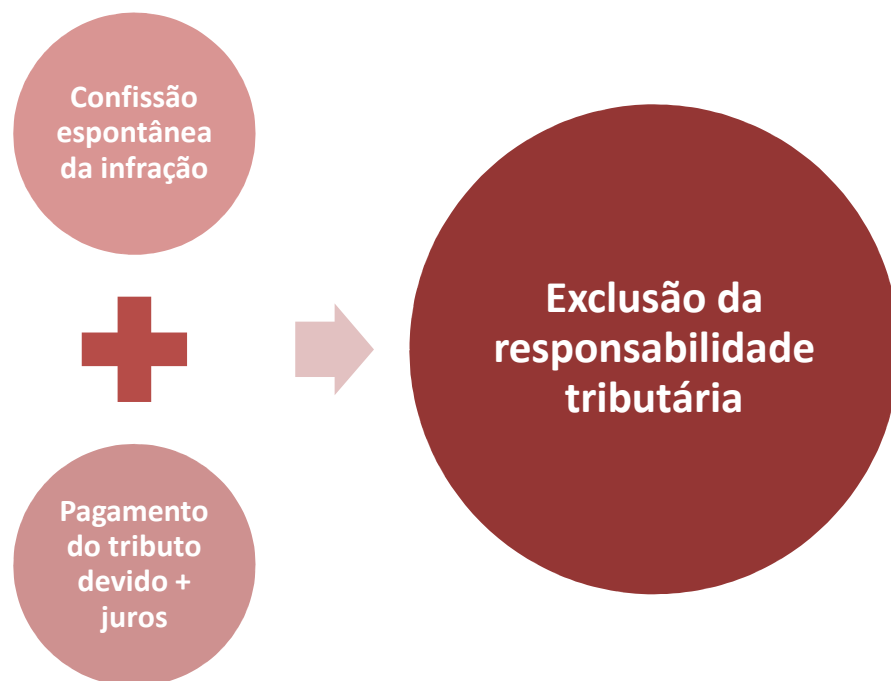 Confissão
espontânea
da infração
Pagamento
do tributo
devido +
juros
Exclusão da
responsabilidade
tributária